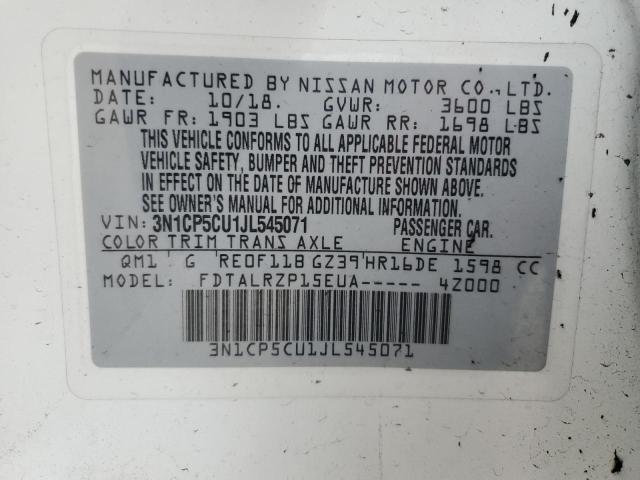 MANUFACTURED BY NISSAN MOTOR CO., LTD.
DATE: 10/18. GVWR: 3600 LBS
GAWR FR: 1903 LBS GAWR RR: 1698 LBS
THIS VEHICLE CONFORMS TO ALL APPLICABLE FEDERAL MOTOR
VEHICLE SAFETY, BUMPER AND THEFT PREVENTION STANDARDS
IN EFFECT ON THE DATE OF MANUFACTURE SHOWN ABOVE.
SEE OWNER'S MANUAL FOR ADDITIONAL INFORMATION.
VIN: 3N1CP5CU1JL545071 PASSENGER CAR.
COLOR TRIM TRANS AXLE ENGINE
QM1 G RE0F11B GZ39 HR16DE 1598 CC
MODEL: FDTALRZP15EUA----- 4Z000
3N1CP5CU1JL545071